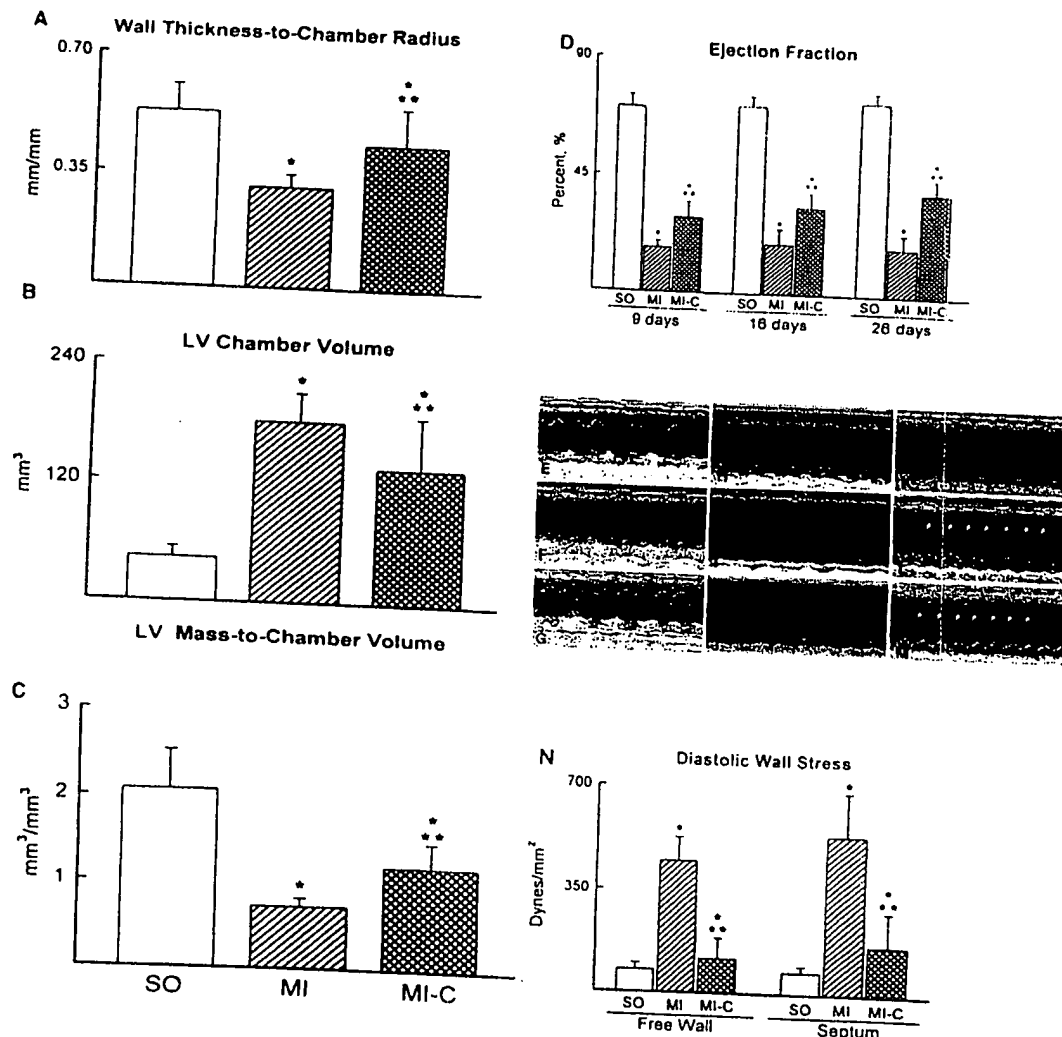 A
Wall Thickness-to-Chamber Radius
0.70
0.35
mm/mm
*
*
**
B
LV Chamber Volume
240
120
mm³
*
*
**
LV Mass-to-Chamber Volume
C
3
2
1
mm³/mm³
*
*
**
SO MI MI-C
D
Ejection Fraction
90
45
Percent, %
SO MI MI-C SO MI MI-C SO MI MI-C
9 days 16 days 28 days
E
F
G
N
Diastolic Wall Stress
700
350
Dynes/mm²
SO MI MI-C SO MI MI-C
Free Wall Septum